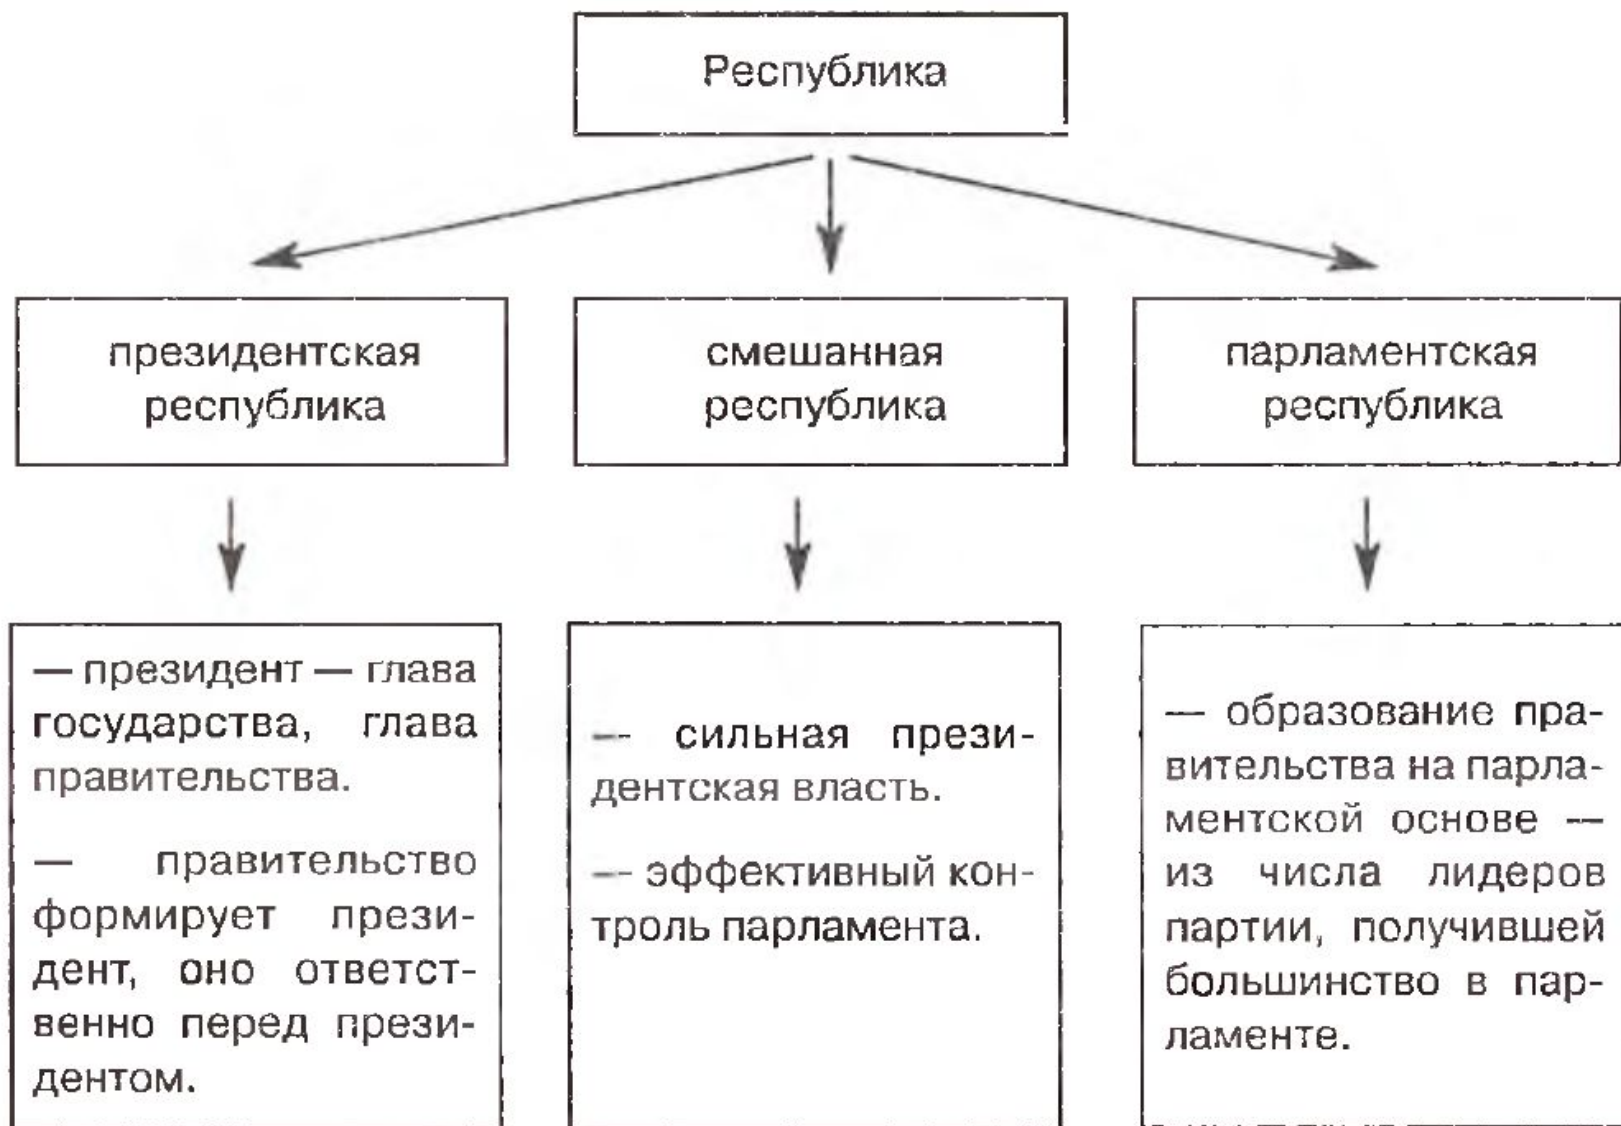 Республика
президентская
республика
смешанная
республика
парламентская
республика
— президент — глава
государства, глава
правительства.
— правительство
формирует прези-
дент, оно ответст-
венно перед прези-
дентом.
— сильная прези-
дентская власть.
— эффективный кон-
троль парламента.
— образование пра-
вительства на парла-
ментской основе —
из числа лидеров
партии, получившей
большинство в пар-
ламенте.